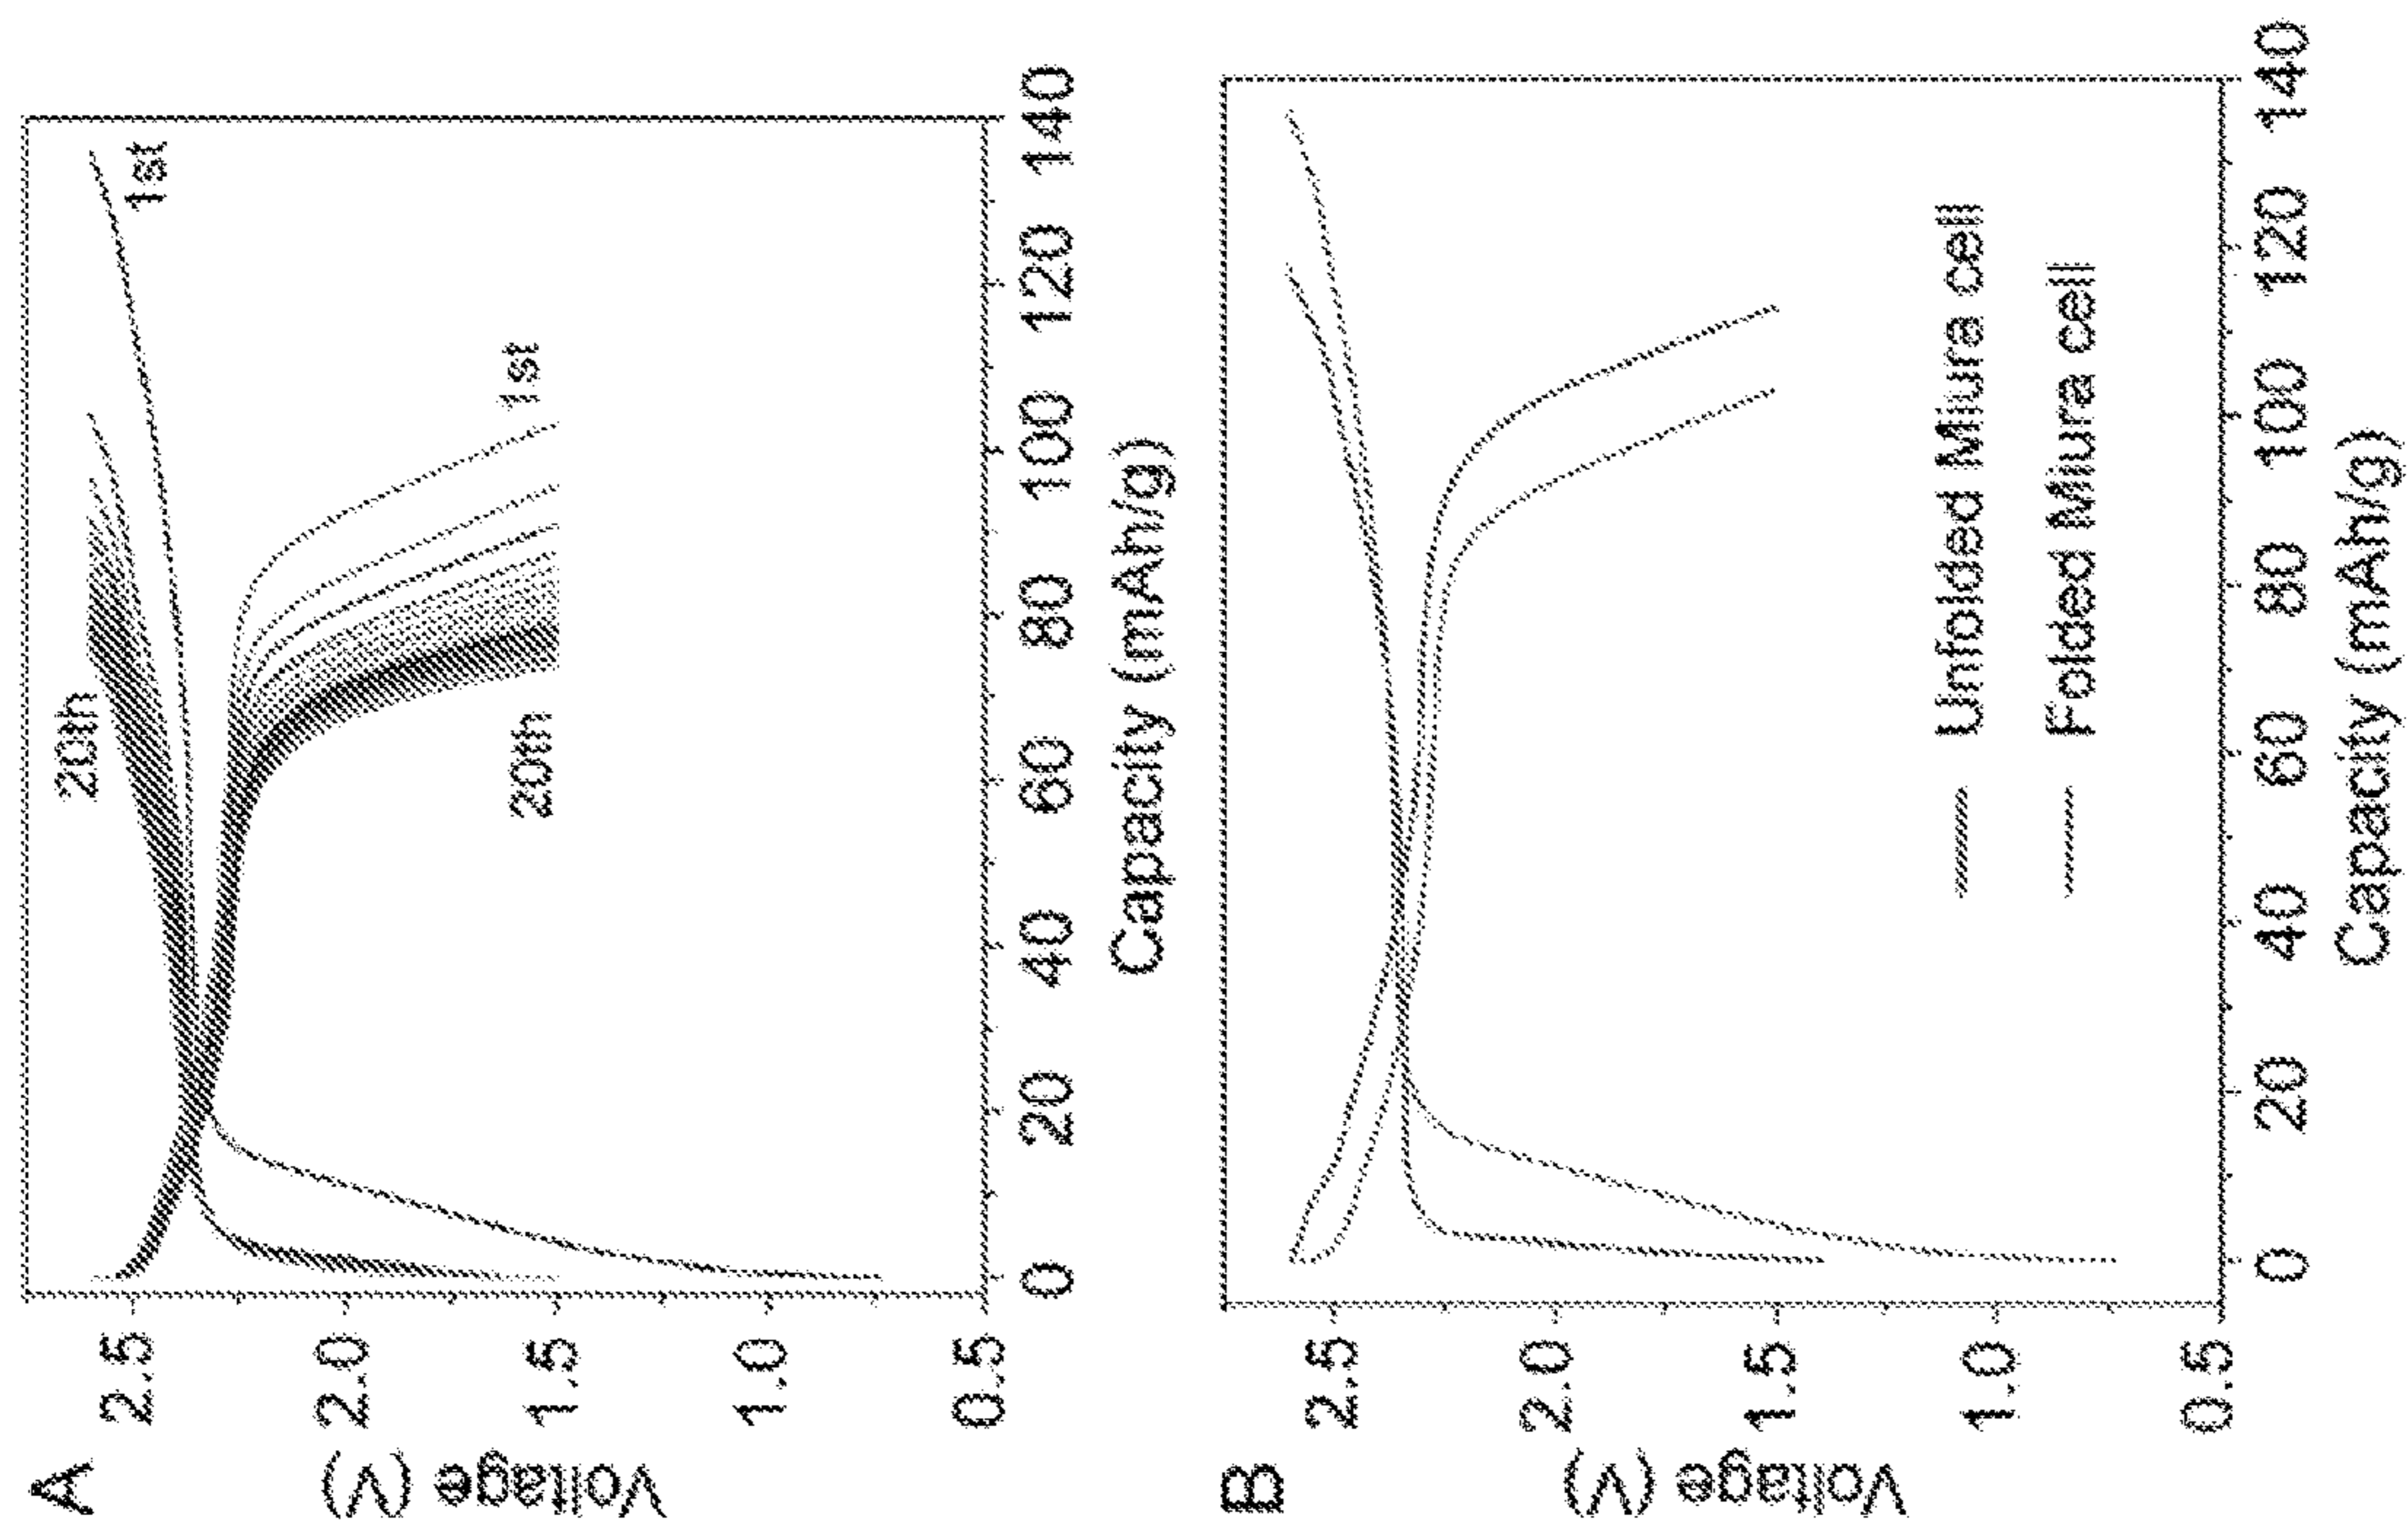 A
Voltage (V)
2.5
2.0
1.5
1.0
0.5
20th
1st
1st
20th
0
20
40
60
80
100
120
140
Capacity (mAh/g)
B
Voltage (V)
2.5
2.0
1.5
1.0
0.5
Unfolded Miura cell
Folded Miura cell
0
20
40
60
80
100
120
140
Capacity (mAh/g)